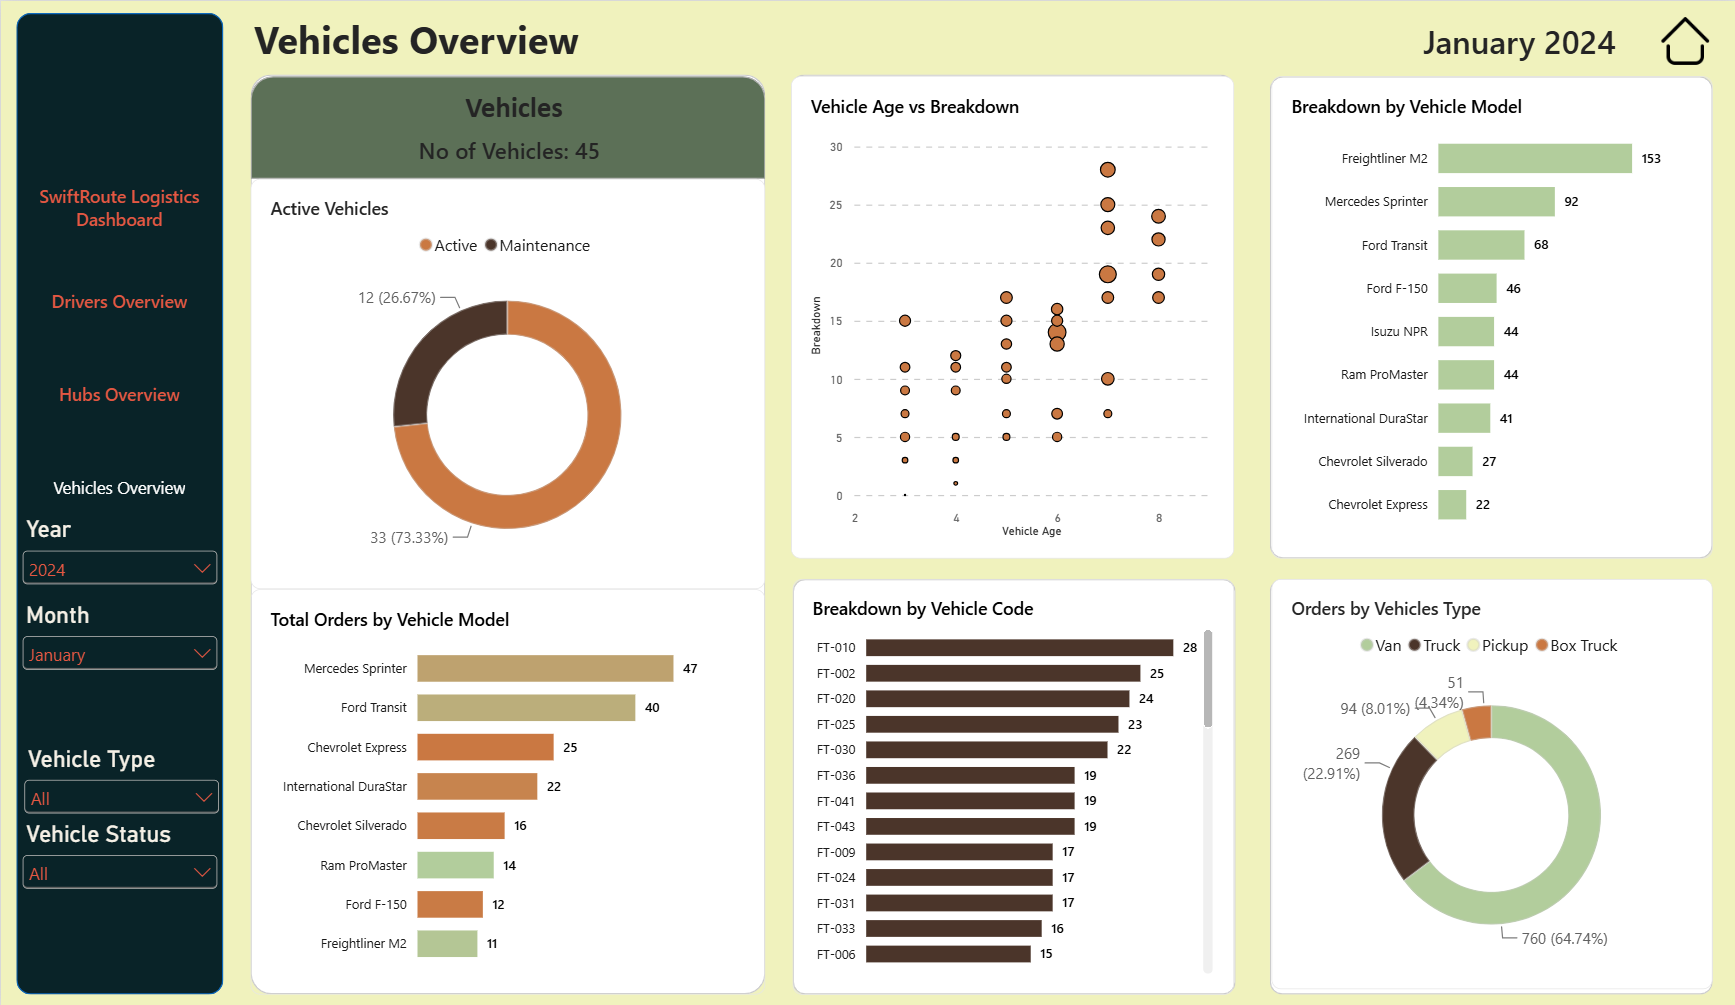 Vehicles Overview
January 2024
SwiftRoute Logistics
Dashboard
Drivers Overview
Hubs Overview
Vehicles Overview
Year
2024
Month
January
Vehicle Type
All
Vehicle Status
All
Vehicles
No of Vehicles: 45
Active Vehicles
Active Maintenance
12 (26.67%)
33 (73.33%)
Total Orders by Vehicle Model
Mercedes Sprinter 47
Ford Transit 40
Chevrolet Express 25
International DuraStar 22
Chevrolet Silverado 16
Ram ProMaster 14
Ford F-150 12
Freightliner M2 11
Vehicle Age vs Breakdown
30
25
20
15
10
5
0
Breakdown
2 4 6 8
Vehicle Age
Breakdown by Vehicle Code
FT-010 28
FT-002 25
FT-020 24
FT-025 23
FT-030 22
FT-036 19
FT-041 19
FT-043 19
FT-009 17
FT-024 17
FT-031 17
FT-033 16
FT-006 15
Breakdown by Vehicle Model
Freightliner M2 153
Mercedes Sprinter 92
Ford Transit 68
Ford F-150 46
Isuzu NPR 44
Ram ProMaster 44
International DuraStar 41
Chevrolet Silverado 27
Chevrolet Express 22
Orders by Vehicles Type
Van Truck Pickup Box Truck
51
(4.34%)
94 (8.01%)
269
(22.91%)
760 (64.74%)